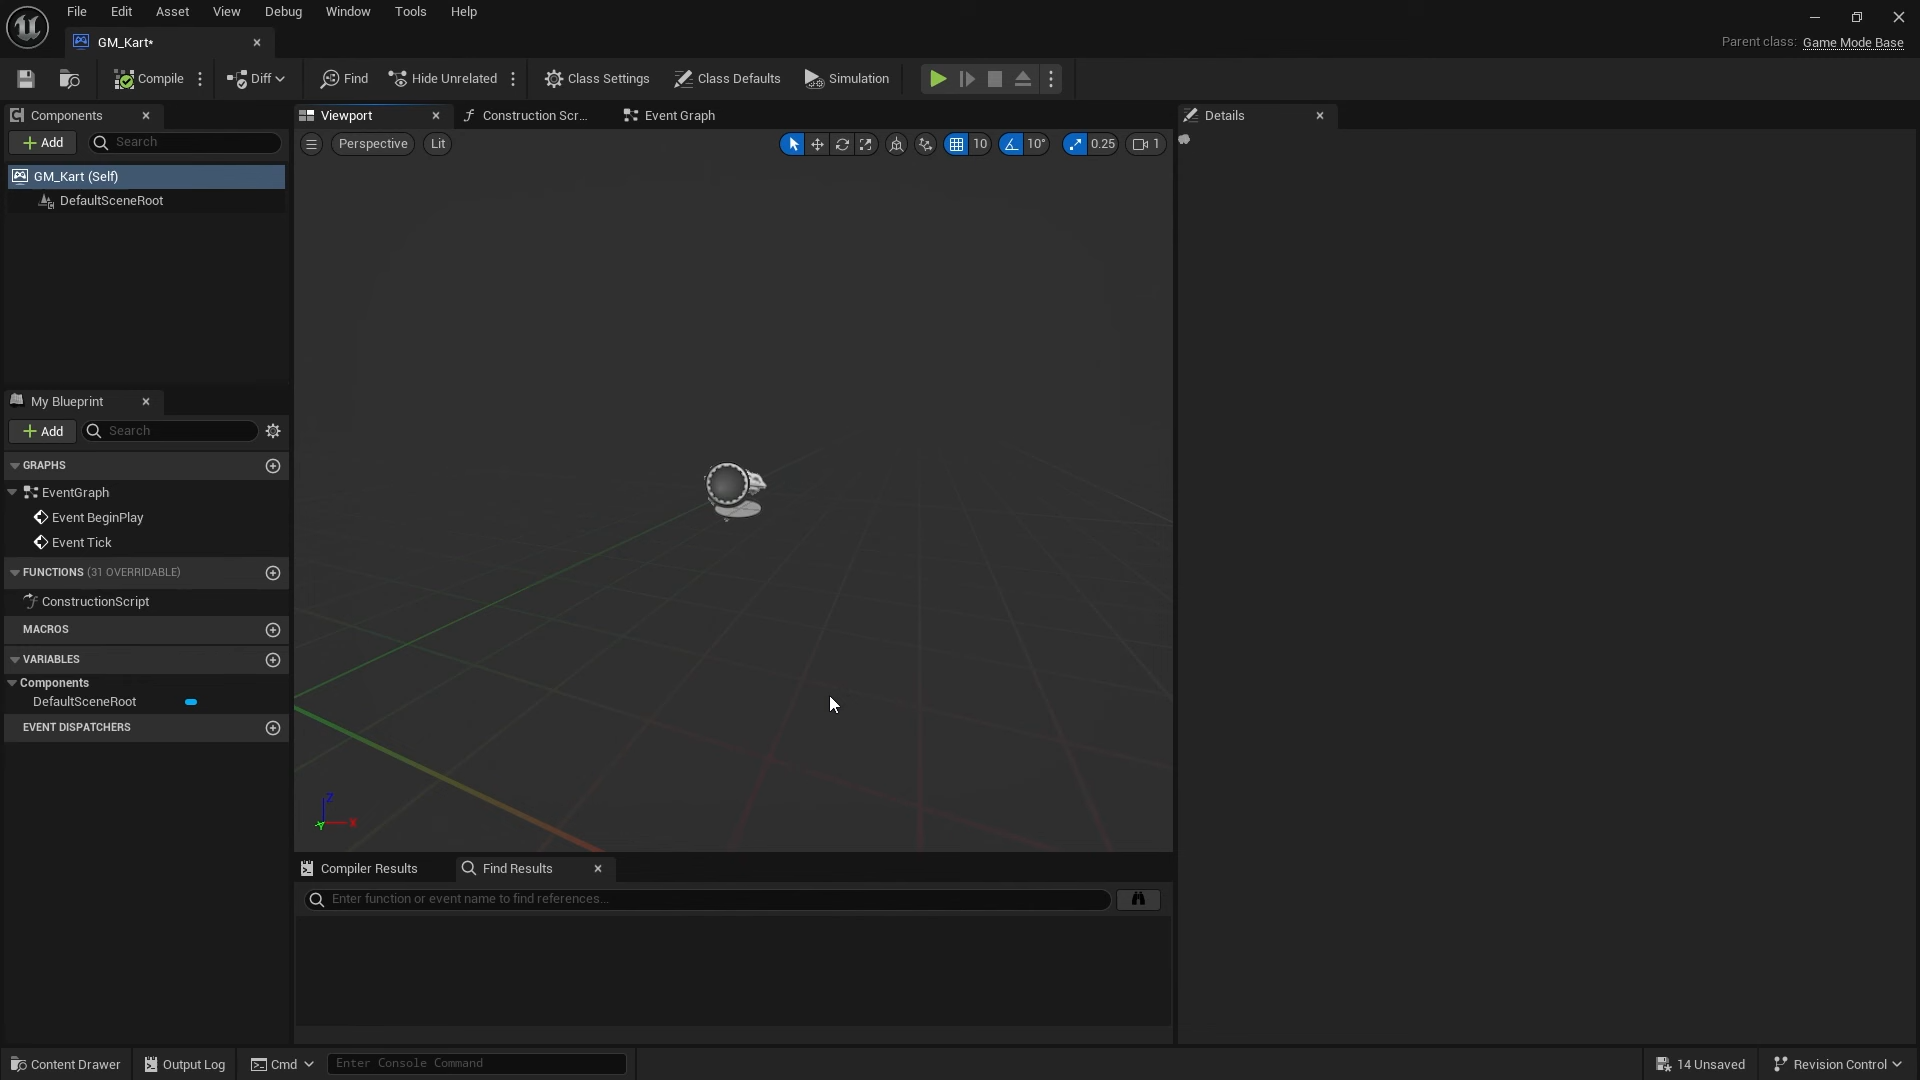 File Edit Asset View Debug Window Tools Help
GM_Kart*
Parent class: Game Mode Base
Compile Diff Find Hide Unrelated Class Settings Class Defaults Simulation
Components
Add Search
GM_Kart (Self)
DefaultSceneRoot
Viewport Construction Scr... Event Graph
Perspective Lit 10 10° 0.25 1
Details
My Blueprint
Add Search
GRAPHS
EventGraph
Event BeginPlay
Event Tick
FUNCTIONS (31 OVERRIDABLE)
ConstructionScript
MACROS
VARIABLES
Components
DefaultSceneRoot
EVENT DISPATCHERS
Z
Y X
Compiler Results Find Results
Enter function or event name to find references...
Content Drawer Output Log Cmd Enter Console Command 14 Unsaved Revision Control